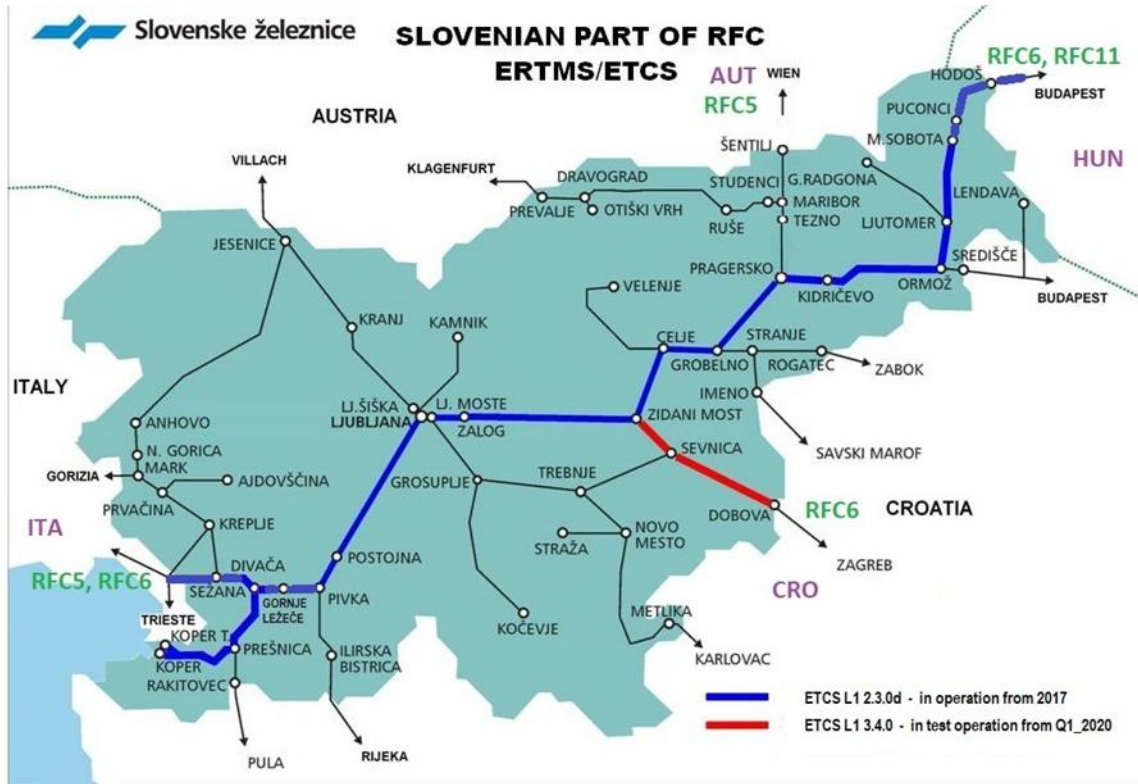 Slovenske železnice
SLOVENIAN PART OF RFC
ERTMS/ETCS
AUT
RFC5
WIEN
RFC6, RFC11
HODOŠ
BUDAPEST
PUCONCI
M.SOBOTA
HUN
AUSTRIA
VILLACH
KLAGENFURT
DRAVOGRAD
PREVALJE
OTIŠKI VRH
ŠENTILJ
STUDENCI
G.RADGONA
MARIBOR
TEZNO
RUŠE
LENDAVA
LJUTOMER
JESENICE
PRAGERSKO
KIDRIČEVO
ORMOŽ
SREDIŠČE
BUDAPEST
VELENJE
KRANJ
KAMNIK
CELJE
GROBELNO
STRANJE
ROGATEC
ZABOK
IMENO
ITALY
LJ.ŠIŠKA
LJUBLJANA
LJ. MOSTE
ZALOG
ZIDANI MOST
SAVSKI MAROF
ANHOVO
N. GORICA
MARK
GORIZIA
AJDOVŠČINA
PRVAČINA
GROSUPLJE
TREBNJE
SEVNICA
DOBOVA
RFC6
CROATIA
ITA
KREPLJE
STRAŽA
NOVO
MESTO
ZAGREB
RFC5, RFC6
DIVAČA
SEŽANA
GORNJE
LEŽEČE
PIVKA
POSTOJNA
CRO
TRIESTE
KOPER T.
KOPER
PREŠNICA
RAKITOVEC
ILIRSKA
BISTRICA
KOČEVJE
METLIKA
KARLOVAC
PULA
RIJEKA
ETCS L1 2.3.0d - in operation from 2017
ETCS L1 3.4.0 - in test operation from Q1_2020